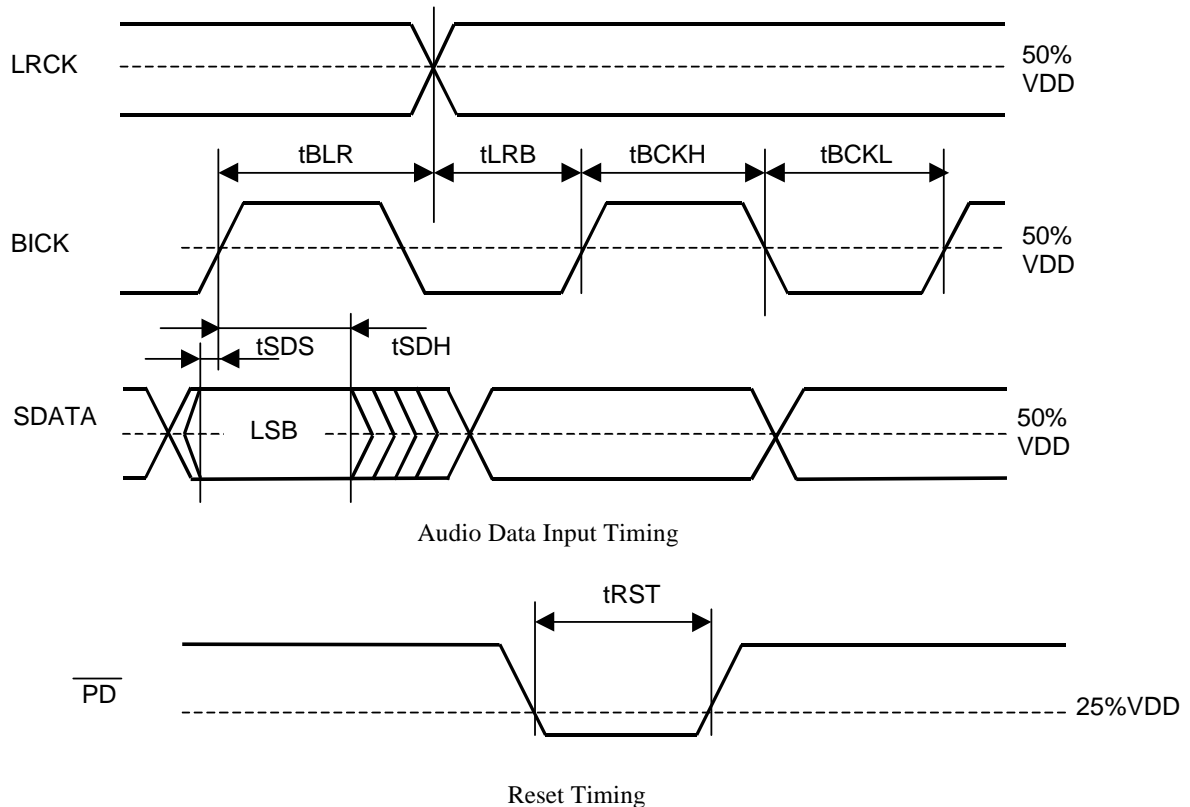 LRCK
50%
VDD
tBLR
tLRB
tBCKH
tBCKL
BICK
50%
VDD
tSDS
tSDH
SDATA
LSB
50%
VDD
Audio Data Input Timing
tRST
PD
25%VDD
Reset Timing